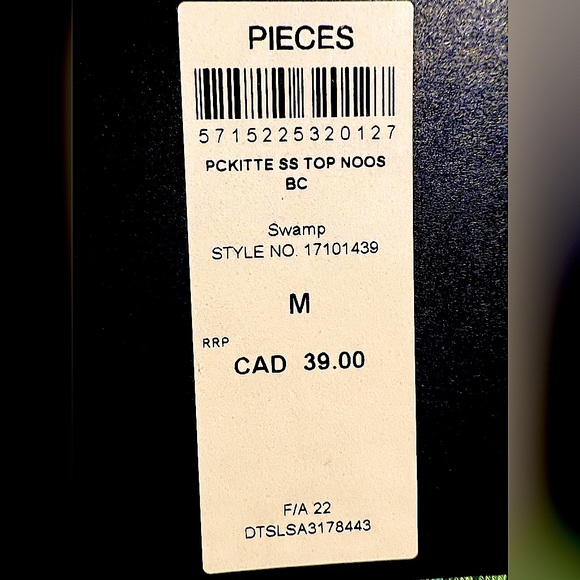 PIECES
5715225320127
PCKITTE SS TOP NOOS
BC
Swamp
STYLE NO. 17101439
M
RRP
CAD 39.00
F/A 22
DTSLSA3178443